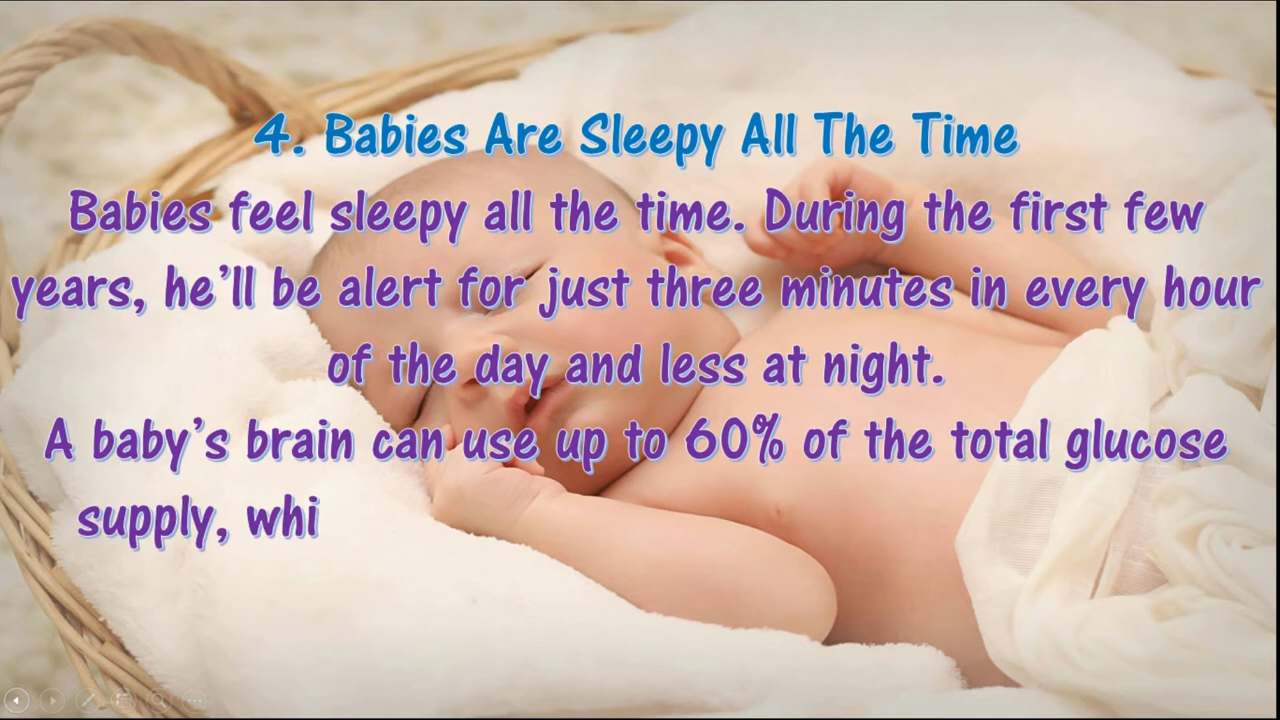 4. Babies Are Sleepy All The Time
Babies feel sleepy all the time. During the first few
years, he’ll be alert for just three minutes in every hour
of the day and less at night.
A baby’s brain can use up to 60% of the total glucose
supply, whi